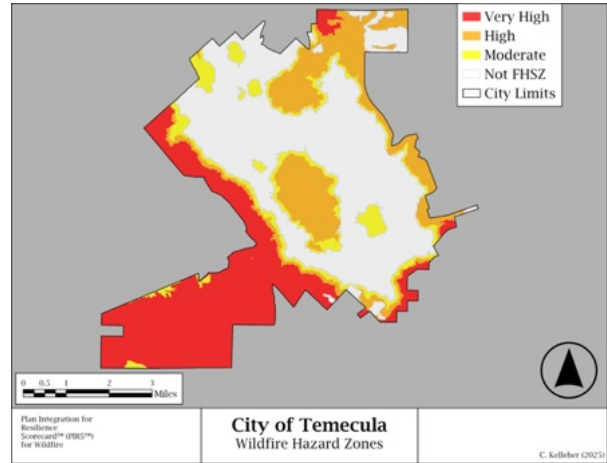 Very High
High
Moderate
Not FHSZ
City Limits
0 0.5 1 2 3
Miles
Plan Integration for
Resilience
Scorecard™ (PIRS™)
for Wildfire
City of Temecula
Wildfire Hazard Zones
C. Kelleher (2025)